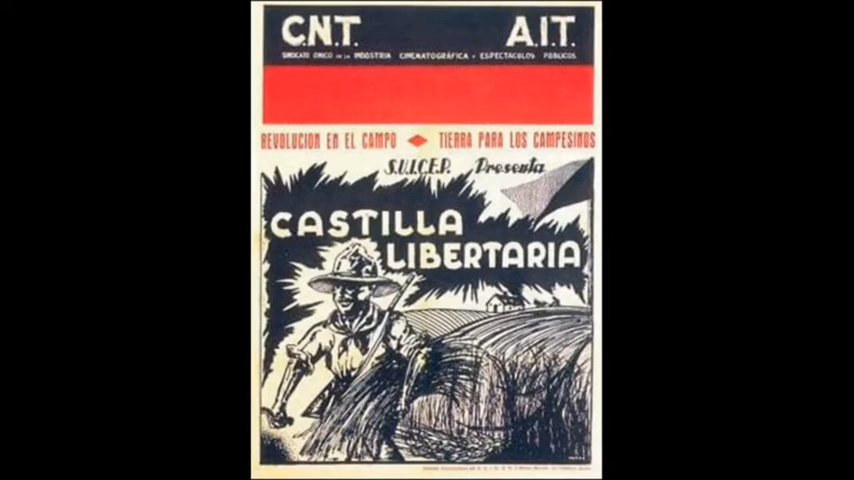 C.N.T. A.I.T.
SINDICATO ÚNICO DE LA INDUSTRIA CINEMATOGRÁFICA Y ESPECTÁCULOS PÚBLICOS
REVOLUCION EN EL CAMPO ♦ TIERRA PARA LOS CAMPESINOS
S.U.I.C.E.P. Presenta
CASTILLA
LIBERTARIA